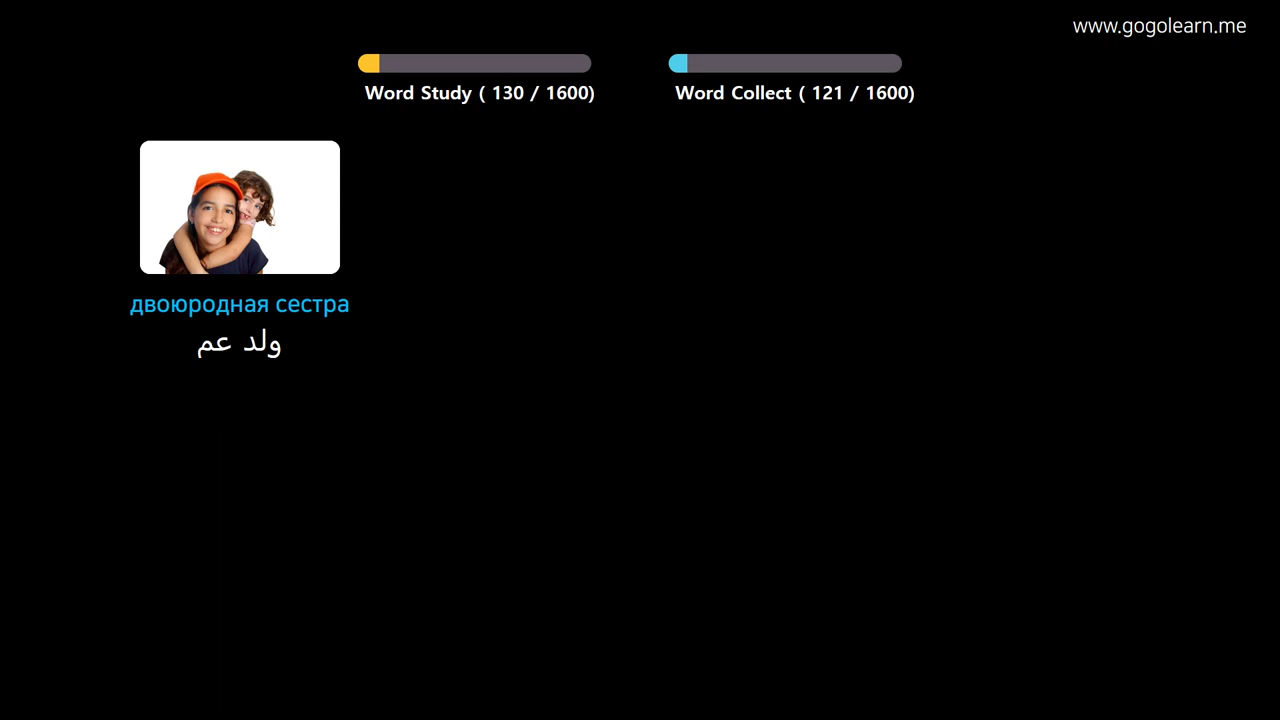 www.gogolearn.me
Word Study ( 130 / 1600)
Word Collect ( 121 / 1600)
двоюродная сестра
ولد عم